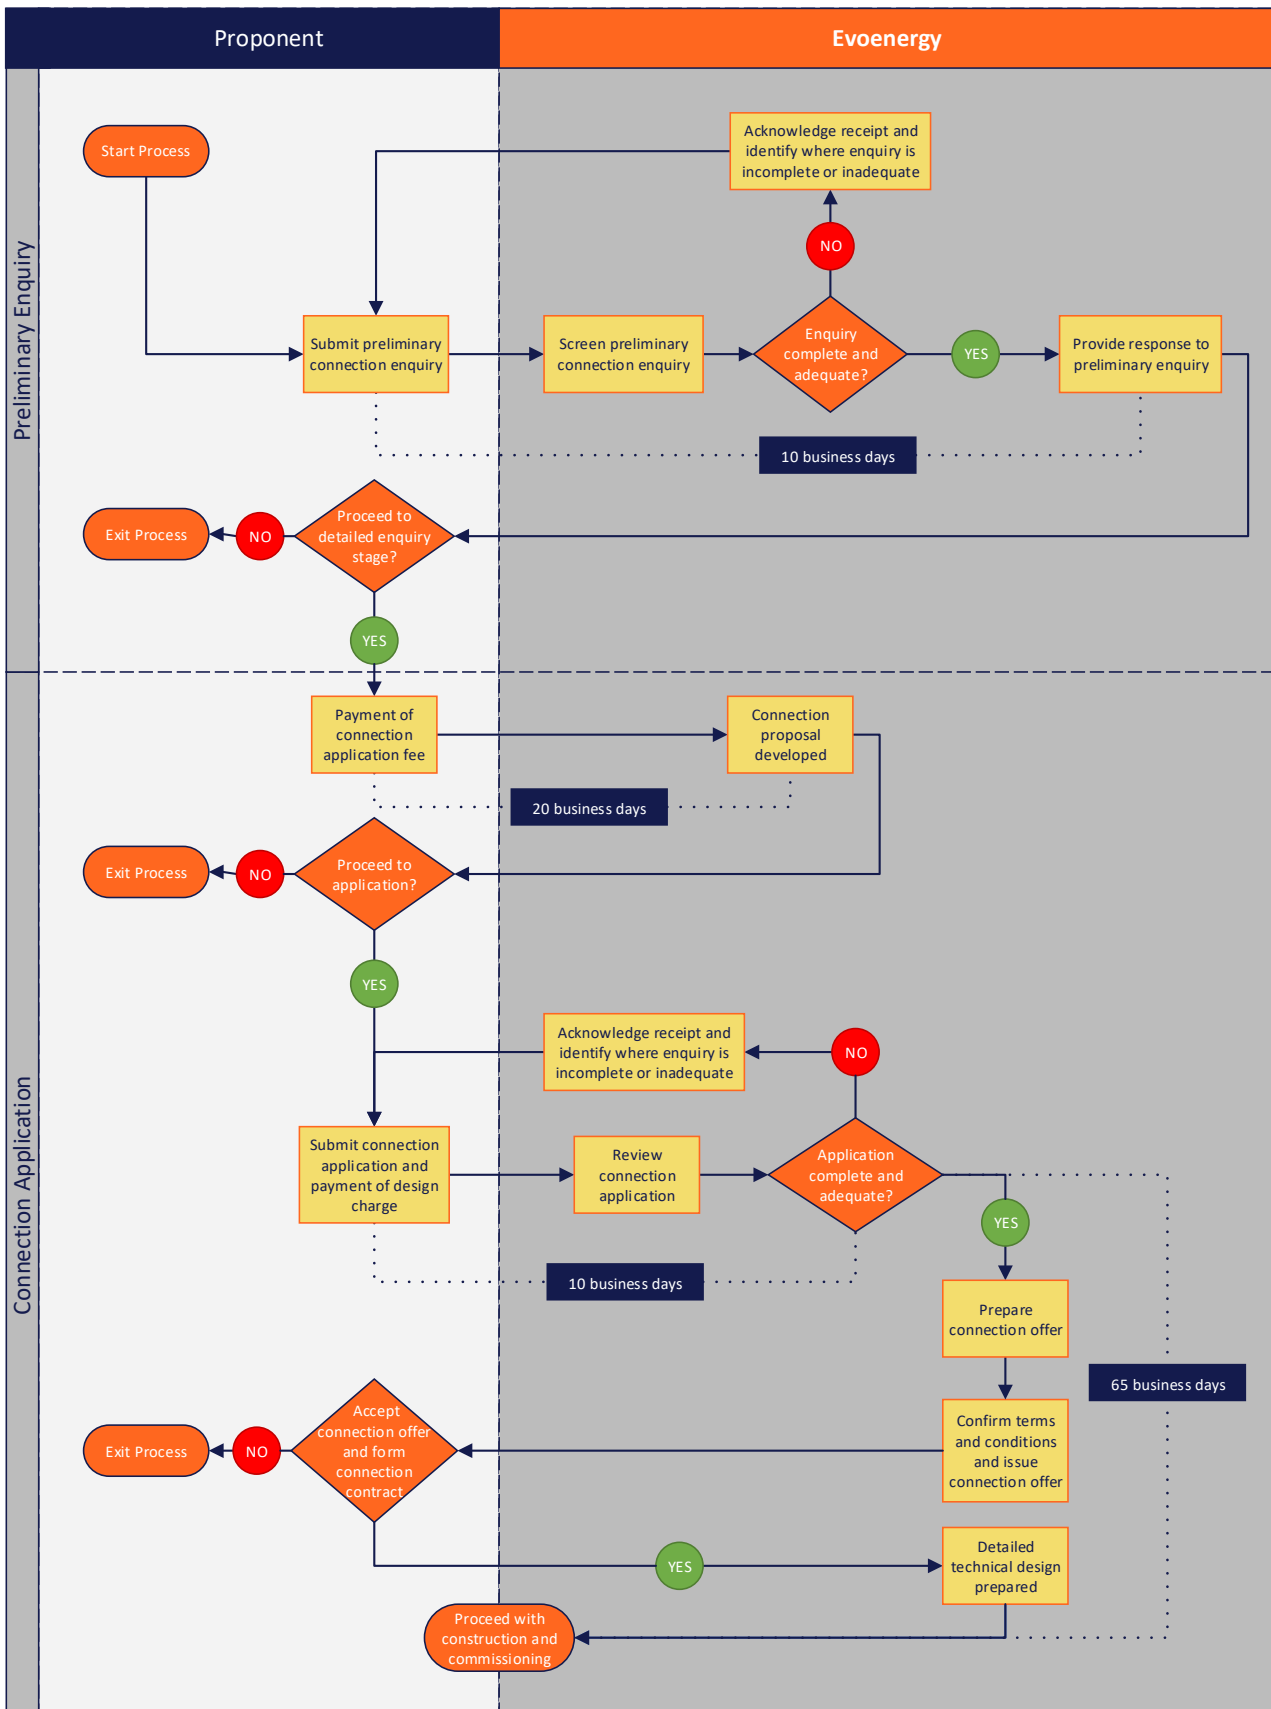 Proponent
Evoenergy
Preliminary Enquiry
Start Process
Acknowledge receipt and
identify where enquiry is
incomplete or inadequate
NO
Submit preliminary
connection enquiry
Screen preliminary
connection enquiry
Enquiry
complete and
adequate?
YES
Provide response to
preliminary enquiry
10 business days
Exit Process
NO
Proceed to
detailed enquiry
stage?
YES
Connection Application
Payment of
connection
application fee
Connection
proposal
developed
20 business days
Exit Process
NO
Proceed to
application?
YES
Acknowledge receipt and
identify where enquiry is
incomplete or inadequate
NO
Submit connection
application and
payment of design
charge
Review
connection
application
Application
complete and
adequate?
YES
10 business days
Prepare
connection offer
65 business days
Exit Process
NO
Accept
connection offer
and form
connection
contract
Confirm terms
and conditions
and issue
connection offer
YES
Detailed
technical design
prepared
Proceed with
construction and
commissioning